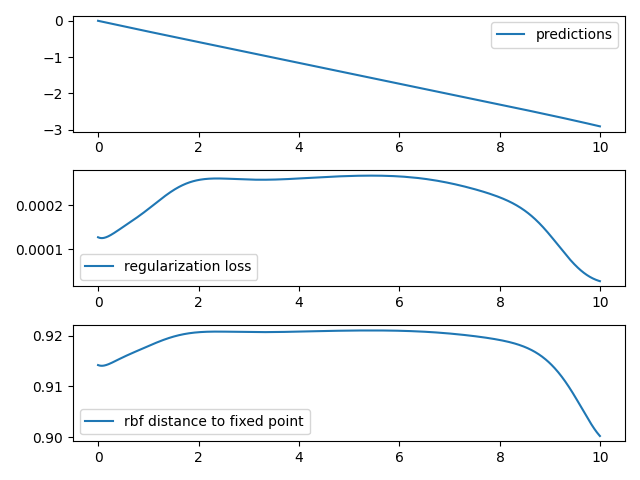 0
−1
−2
−3
predictions
0 2 4 6 8 10
0.0002
0.0001
regularization loss
0 2 4 6 8 10
0.92
0.91
0.90
rbf distance to fixed point
0 2 4 6 8 10